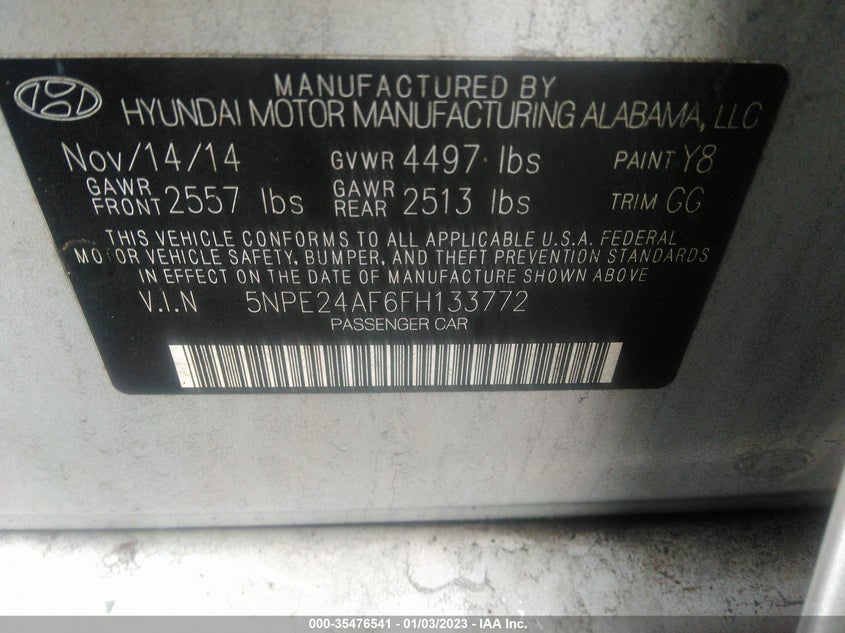 MANUFACTURED BY
HYUNDAI MOTOR MANUFACTURING ALABAMA, LLC
Nov/14/14 GVWR 4497 lbs PAINT Y8
GAWR FRONT 2557 lbs GAWR REAR 2513 lbs TRIM GG
THIS VEHICLE CONFORMS TO ALL APPLICABLE U.S.A. FEDERAL
MOTOR VEHICLE SAFETY, BUMPER, AND THEFT PREVENTION STANDARDS
IN EFFECT ON THE DATE OF MANUFACTURE SHOWN ABOVE
V.I.N 5NPE24AF6FH133772
PASSENGER CAR
000-35476541 - 01/03/2023 - © IAA Inc.